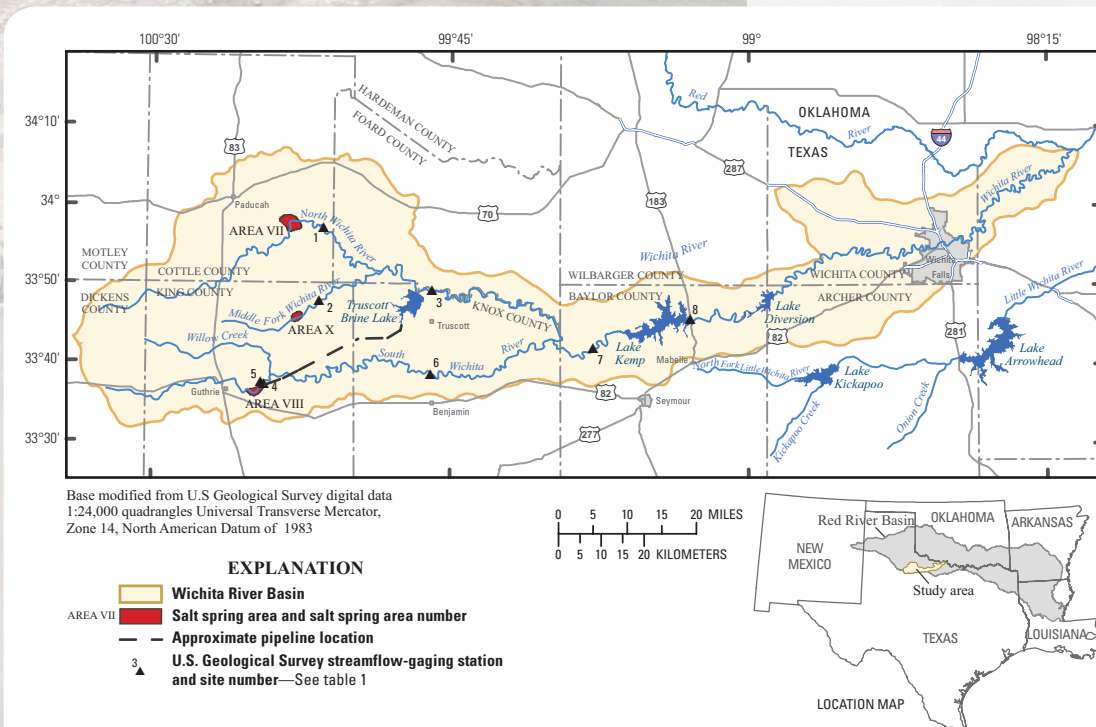 100°30'
99°45'
99°
98°15'
34°10'
34°
33°50'
33°40'
33°30'
HARDEMAN COUNTY
FOARD COUNTY
Red
River
OKLAHOMA
TEXAS
44
83
287
183
70
Paducah
AREA VII
North Wichita River
1
Wichita River
Wichita River
MOTLEY
COUNTY
COTTLE COUNTY
KING COUNTY
DICKENS
COUNTY
WILBARGER COUNTY
BAYLOR COUNTY
WICHITA COUNTY
ARCHER COUNTY
Wichita
Falls
Little Wichita River
Middle Fork Wichita River
2
AREA X
Truscott
Brine Lake
3
KNOX COUNTY
Truscott
Willow Creek
South
Wichita
River
Lake
Kemp
8
Lake
Diversion
82
281
Lake
Arrowhead
5
4
6
7
Mabelle
North Fork Little Wichita River
Lake
Kickapoo
Guthrie
AREA VIII
Benjamin
82
Seymour
277
Kickapoo Creek
Onion Creek
Base modified from U.S Geological Survey digital data
1:24,000 quadrangles Universal Transverse Mercator,
Zone 14, North American Datum of 1983
0 5 10 15 20 MILES
0 5 10 15 20 KILOMETERS
EXPLANATION
Wichita River Basin
AREA VII Salt spring area and salt spring area number
Approximate pipeline location
3 U.S. Geological Survey streamflow-gaging station
and site number—See table 1
Red River Basin
OKLAHOMA
ARKANSAS
NEW
MEXICO
Study area
TEXAS
LOUISIANA
LOCATION MAP